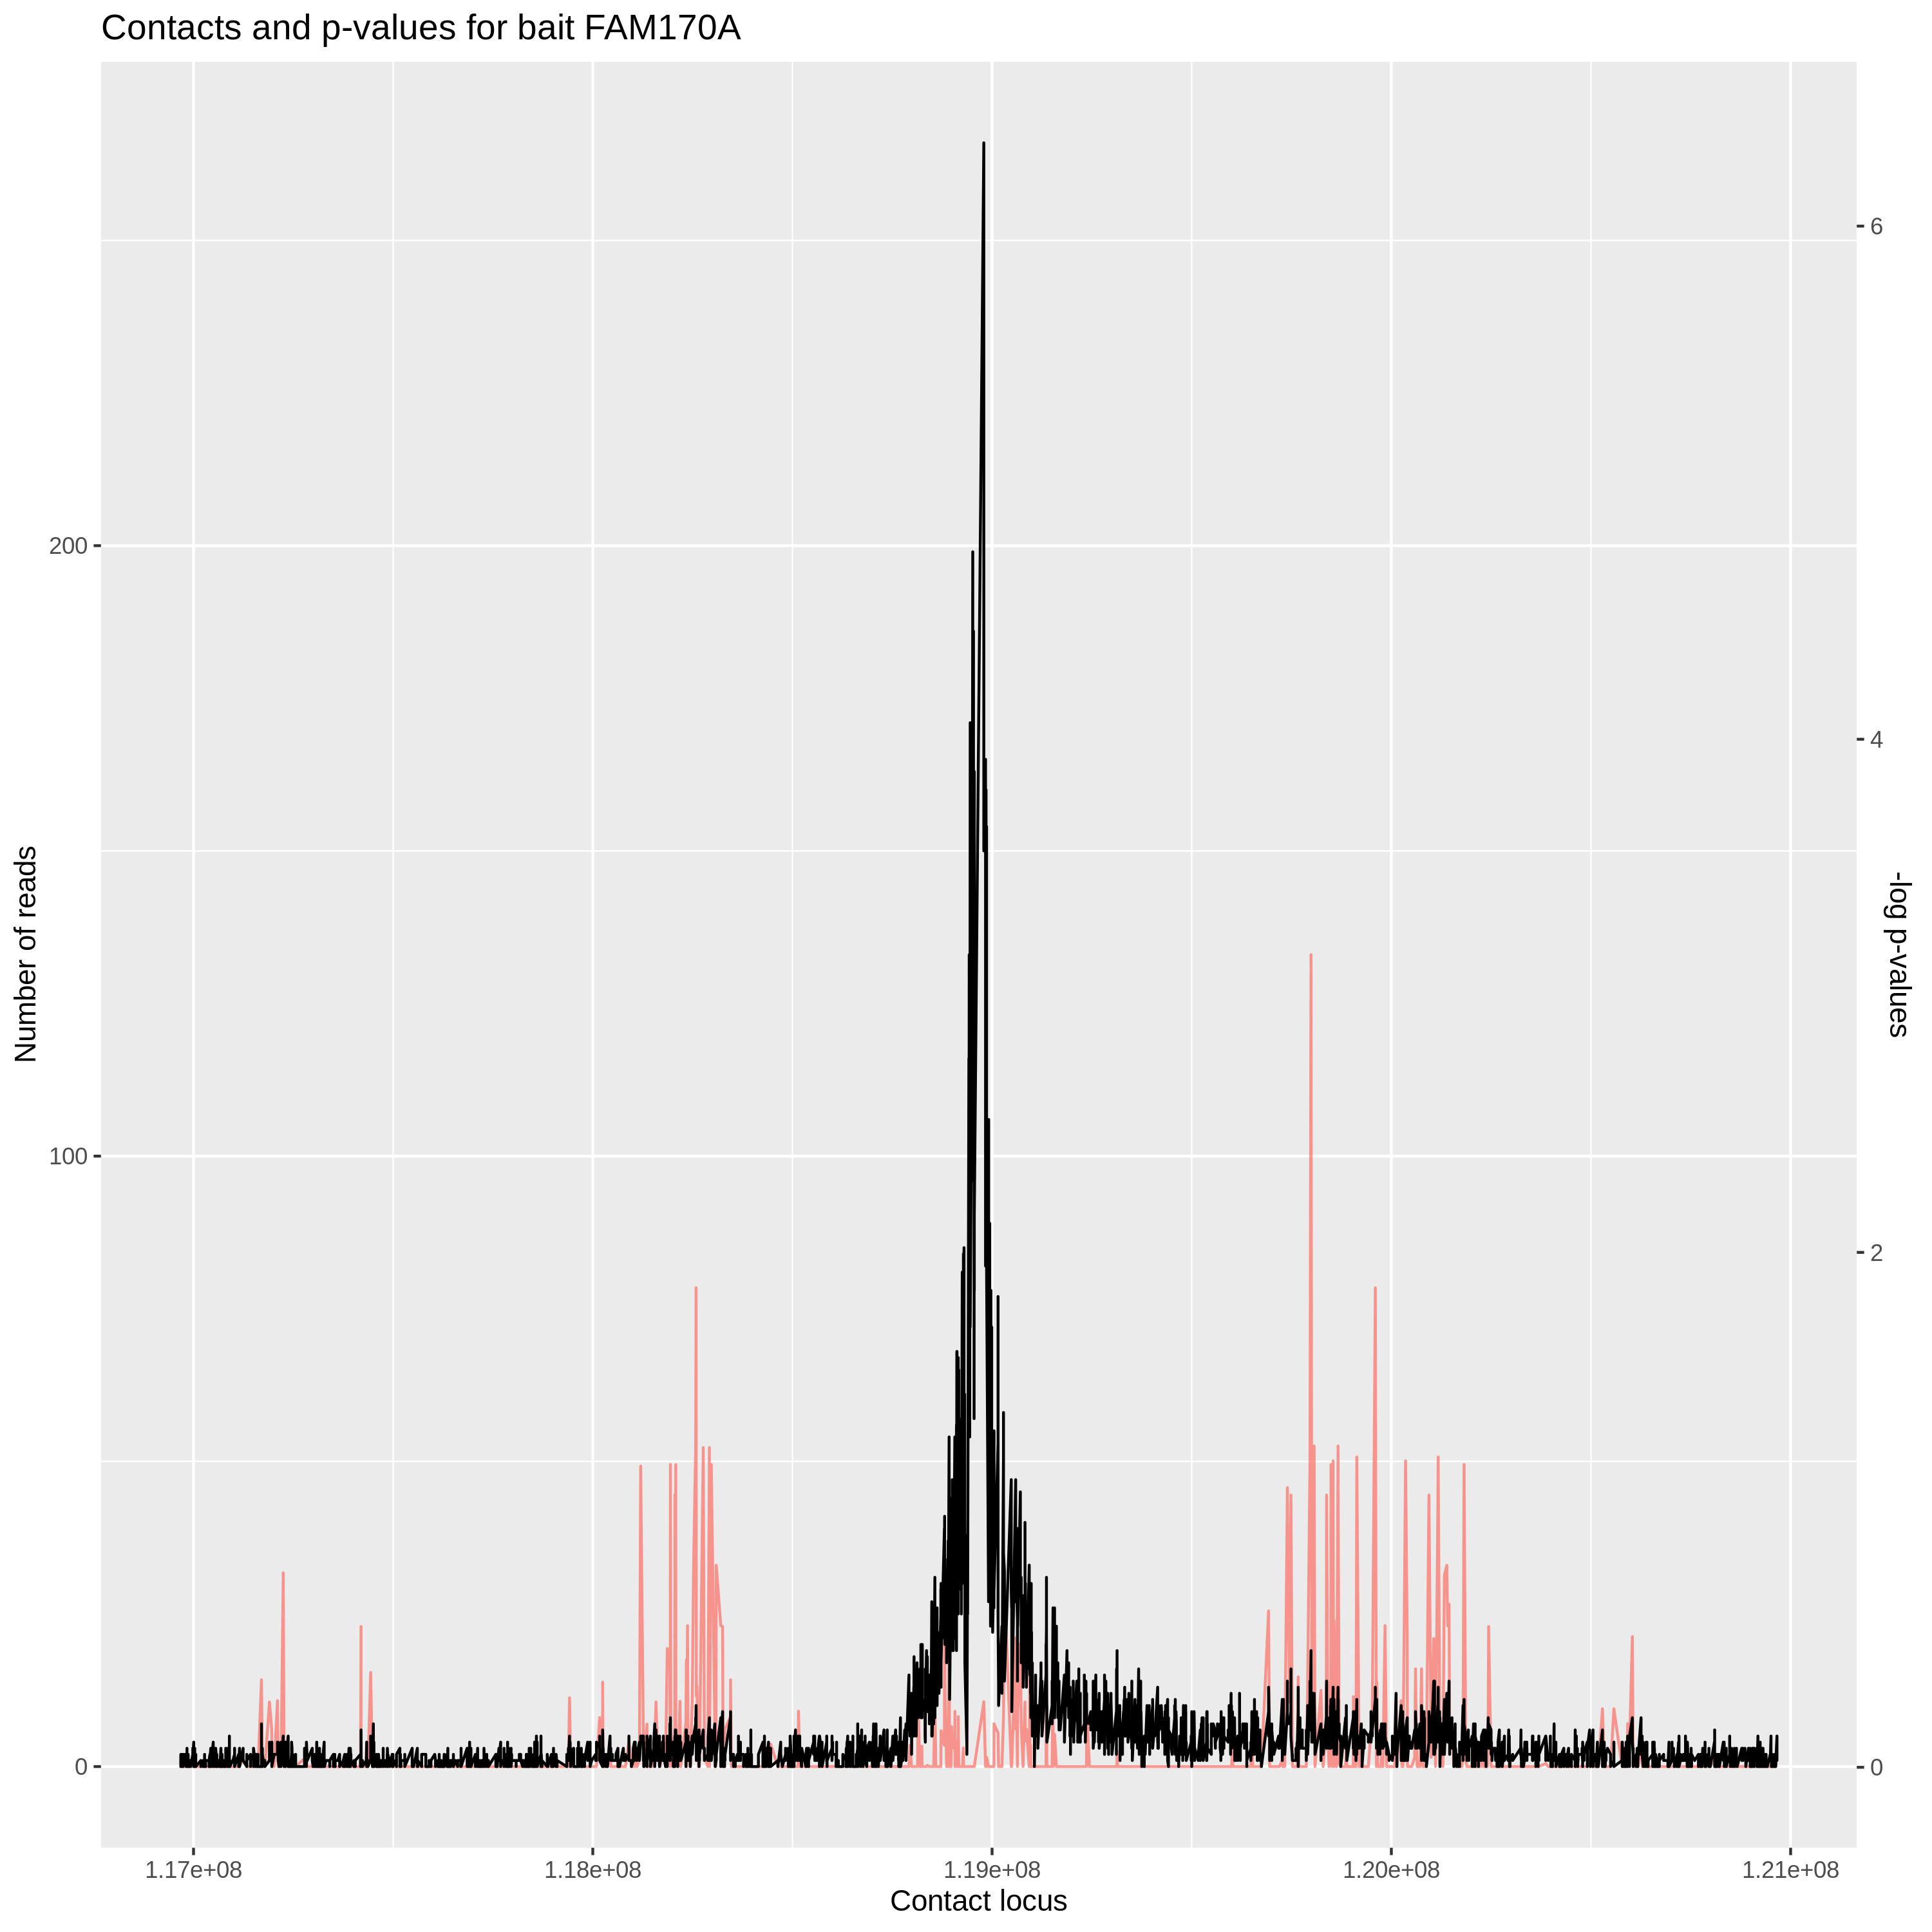 Contacts and p-values for bait FAM170A
Number of reads
200
100
0
6
4
2
0
-log p-values
1.17e+08
1.18e+08
1.19e+08
1.20e+08
1.21e+08
Contact locus